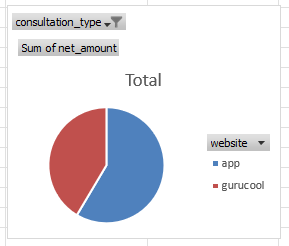 consultation_type
Sum of net_amount
Total
website
app
gurucool